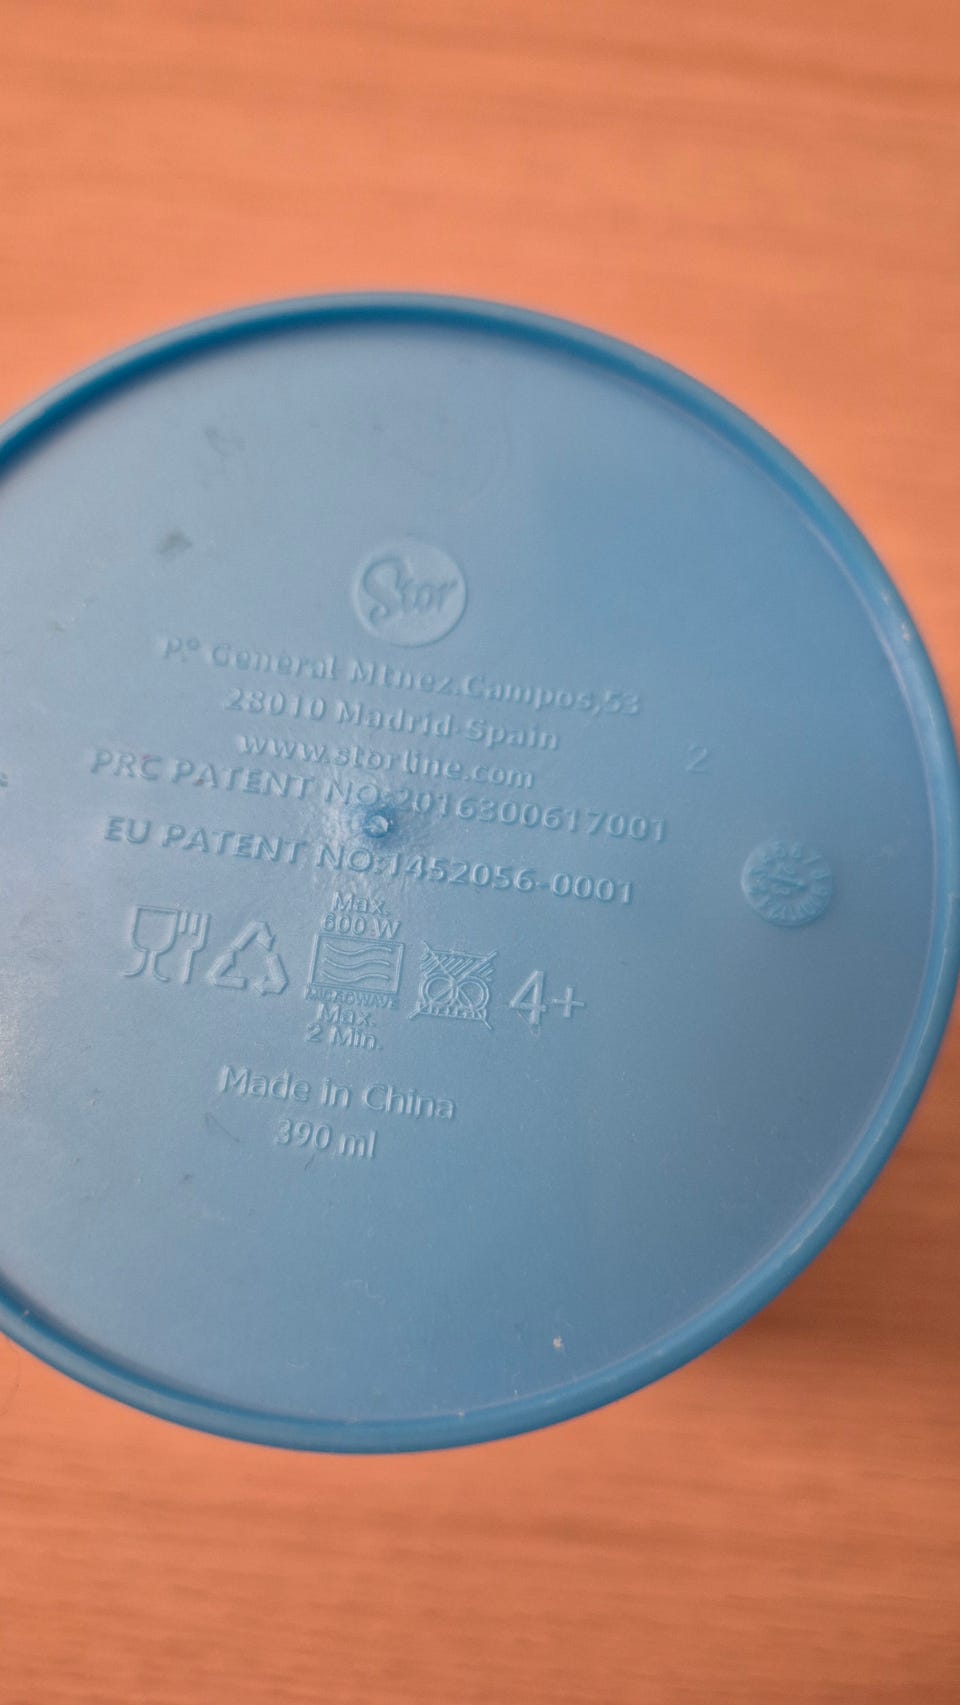 Stor
P.º General Mtnez.Campos,53
28010 Madrid-Spain
www.storline.com
2
PRC PATENT NO:2016300617001
EU PATENT NO:1452056-0001
Max.
600 W
MICROWAVE
Max.
2 Min.
4+
Made in China
390 ml